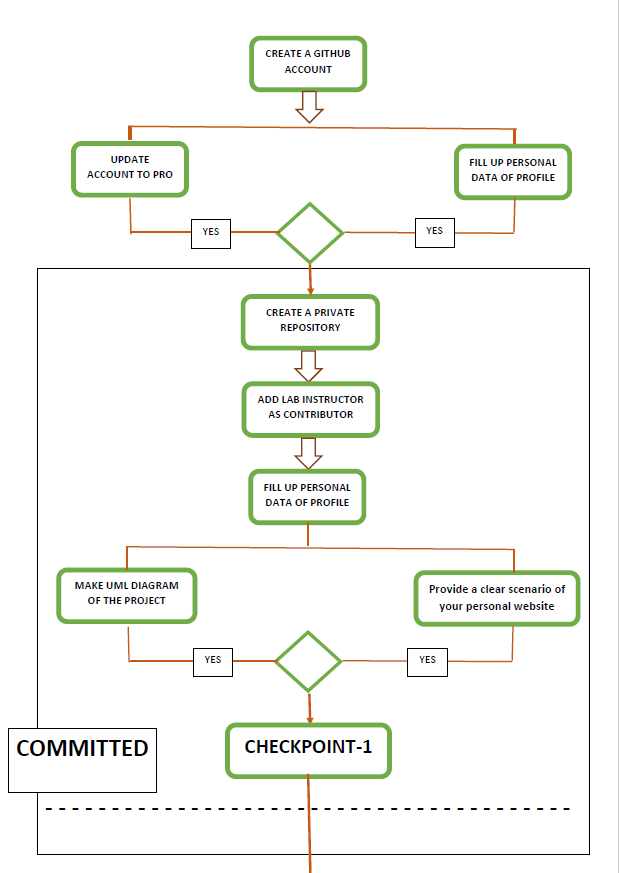 CREATE A GITHUB
ACCOUNT
UPDATE
ACCOUNT TO PRO
FILL UP PERSONAL
DATA OF PROFILE
YES
YES
CREATE A PRIVATE
REPOSITORY
ADD LAB INSTRUCTOR
AS CONTRIBUTOR
FILL UP PERSONAL
DATA OF PROFILE
MAKE UML DIAGRAM
OF THE PROJECT
Provide a clear scenario of
your personal website
YES
YES
COMMITTED
CHECKPOINT-1